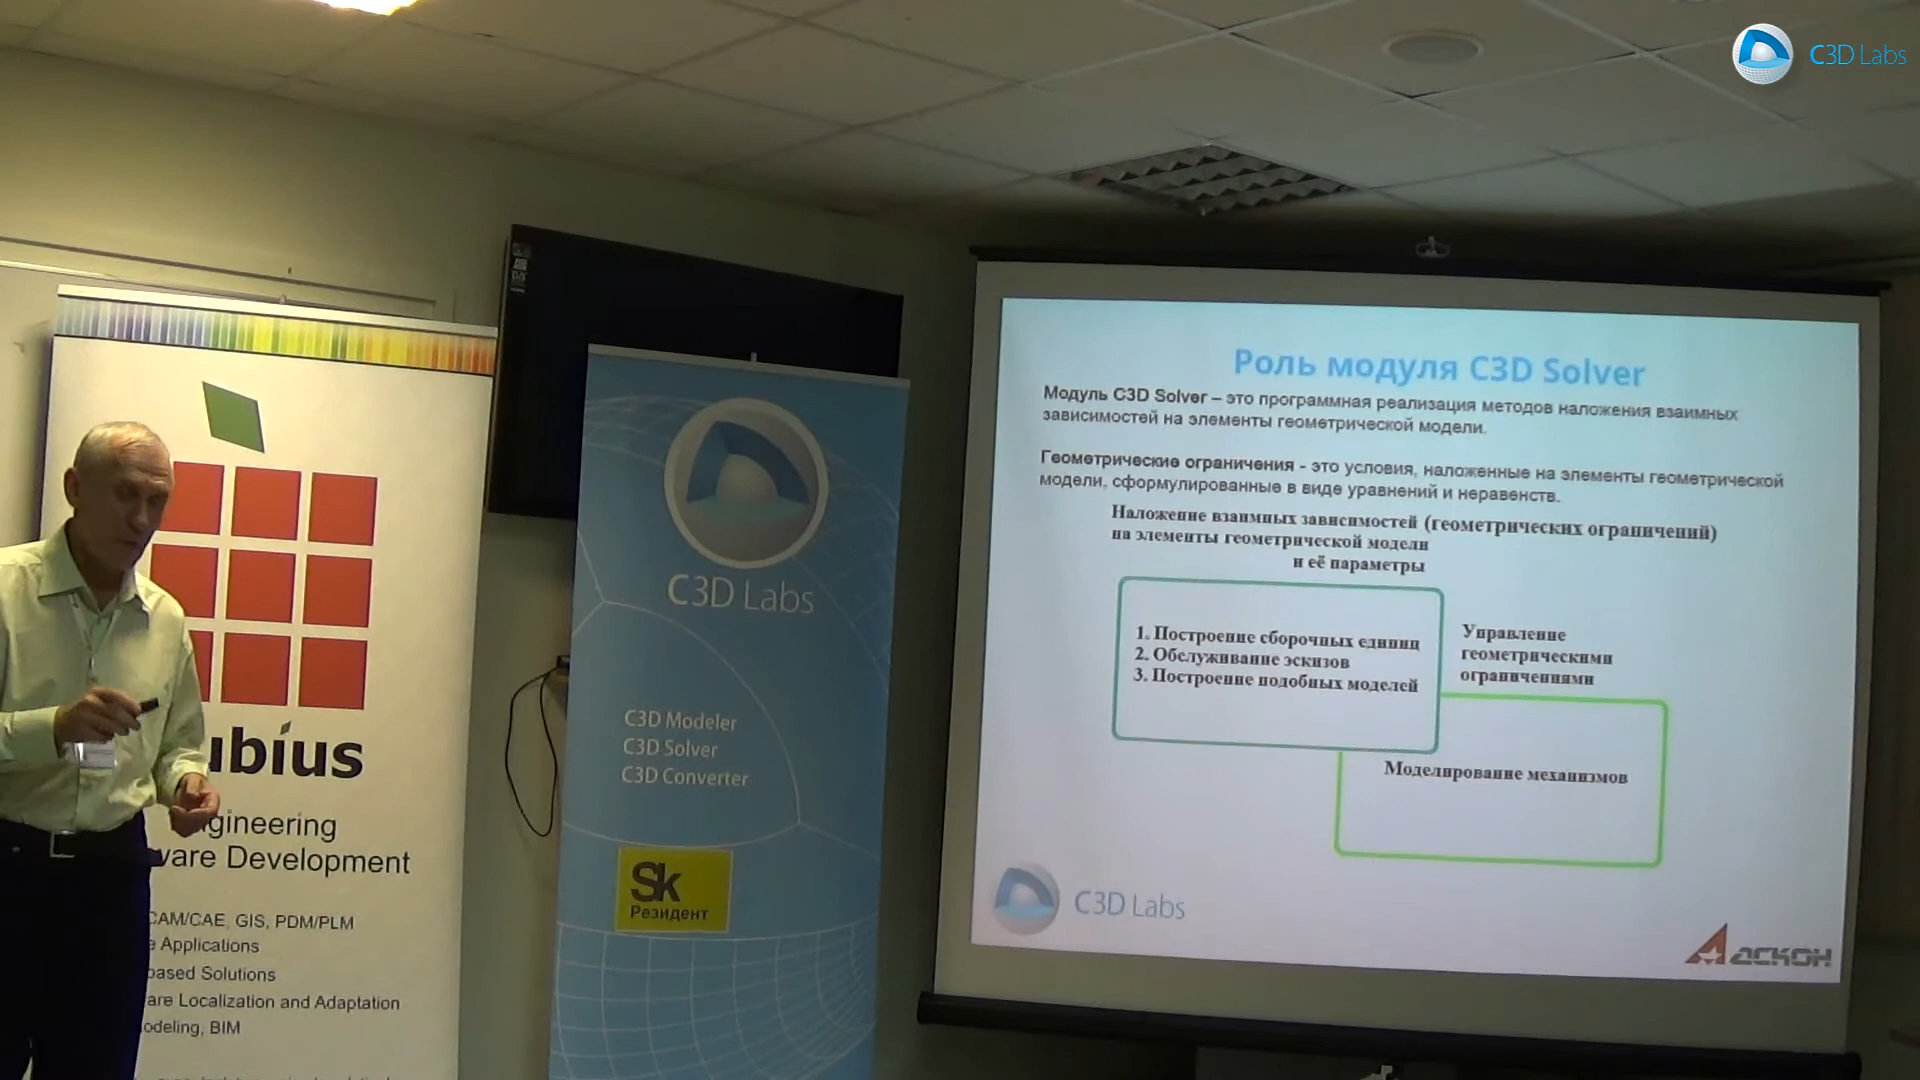 C3D Labs
ubius
gineering
ware Development
CAM/CAE, GIS, PDM/PLM
e Applications
based Solutions
are Localization and Adaptation
odeling, BIM
C3D Labs
C3D Modeler
C3D Solver
C3D Converter
Sk
Резидент
Роль модуля C3D Solver
Модуль C3D Solver – это программная реализация методов наложения взаимных
зависимостей на элементы геометрической модели.
Геометрические ограничения - это условия, наложенные на элементы геометрической
модели, сформулированные в виде уравнений и неравенств.
Наложение взаимных зависимостей (геометрических ограничений)
на элементы геометрической модели
и её параметры
1. Построение сборочных единиц
2. Обслуживание эскизов
3. Построение подобных моделей
Управление
геометрическими
ограничениями
Моделирование механизмов
C3D Labs
АСКОН